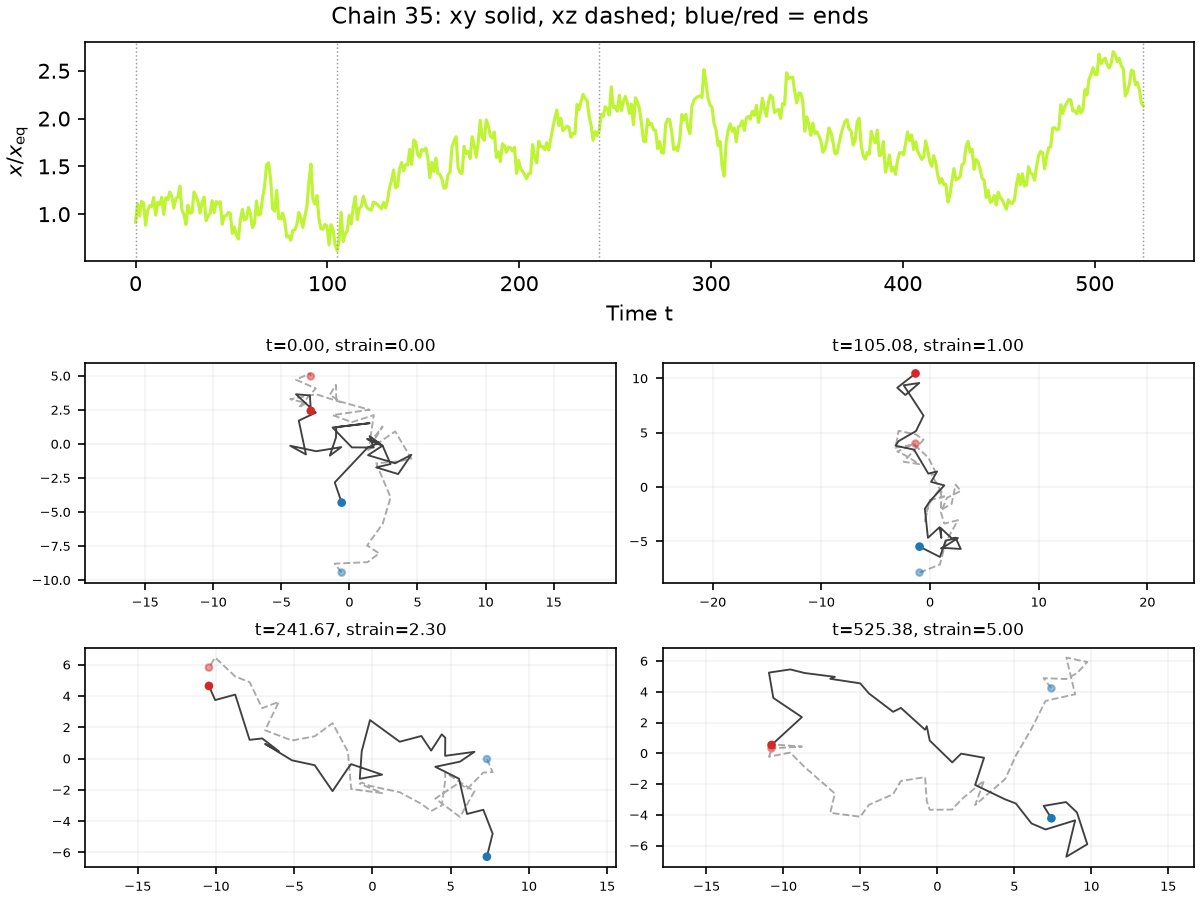 Chain 35: xy solid, xz dashed; blue/red = ends
x/x_eq
2.5
2.0
1.5
1.0
0 100 200 300 400 500
Time t
t=0.00, strain=0.00
5.0
2.5
0.0
−2.5
−5.0
−7.5
−10.0
−15 −10 −5 0 5 10 15
t=105.08, strain=1.00
10
5
0
−5
−20 −10 0 10 20
t=241.67, strain=2.30
6
4
2
0
−2
−4
−6
−15 −10 −5 0 5 10 15
t=525.38, strain=5.00
6
4
2
0
−2
−4
−6
−15 −10 −5 0 5 10 15